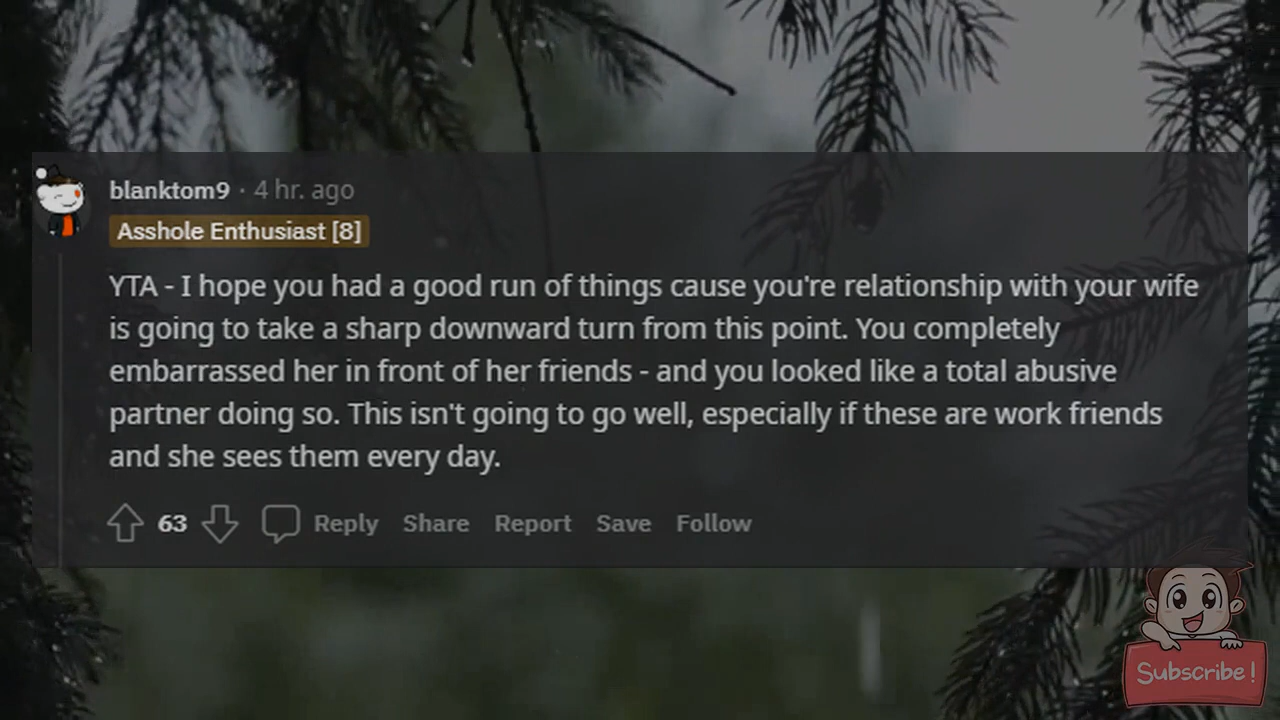 blanktom9 · 4 hr. ago
Asshole Enthusiast [8]
YTA - I hope you had a good run of things cause you're relationship with your wife
is going to take a sharp downward turn from this point. You completely
embarrassed her in front of her friends - and you looked like a total abusive
partner doing so. This isn't going to go well, especially if these are work friends
and she sees them every day.
63 Reply Share Report Save Follow
Subscribe!